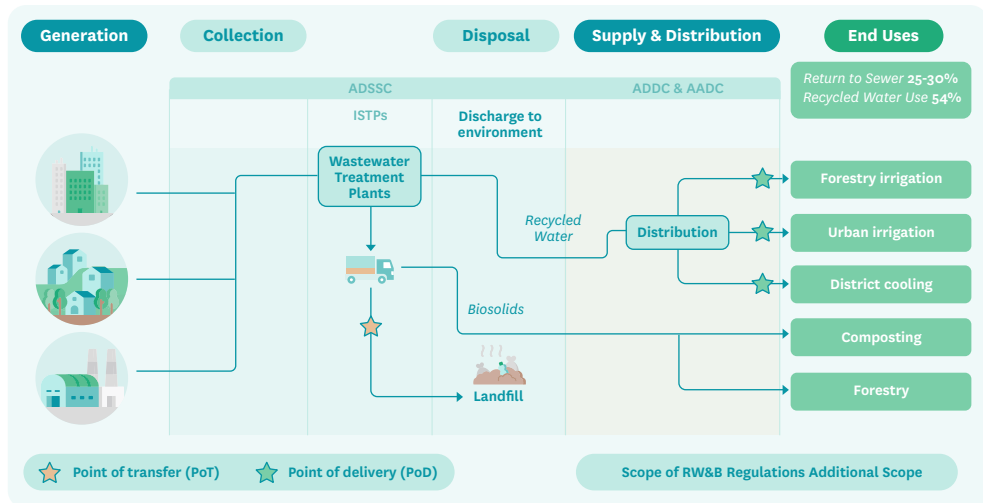 Generation
Collection
Disposal
Supply & Distribution
End Uses
Return to Sewer 25-30%
Recycled Water Use 54%
ADSSC
ADDC & AADC
ISTPs
Discharge to
environment
Wastewater
Treatment
Plants
Recycled
Water
Distribution
Forestry irrigation
Urban irrigation
District cooling
Biosolids
Composting
Forestry
Landfill
Point of transfer (PoT)
Point of delivery (PoD)
Scope of RW&B Regulations Additional Scope